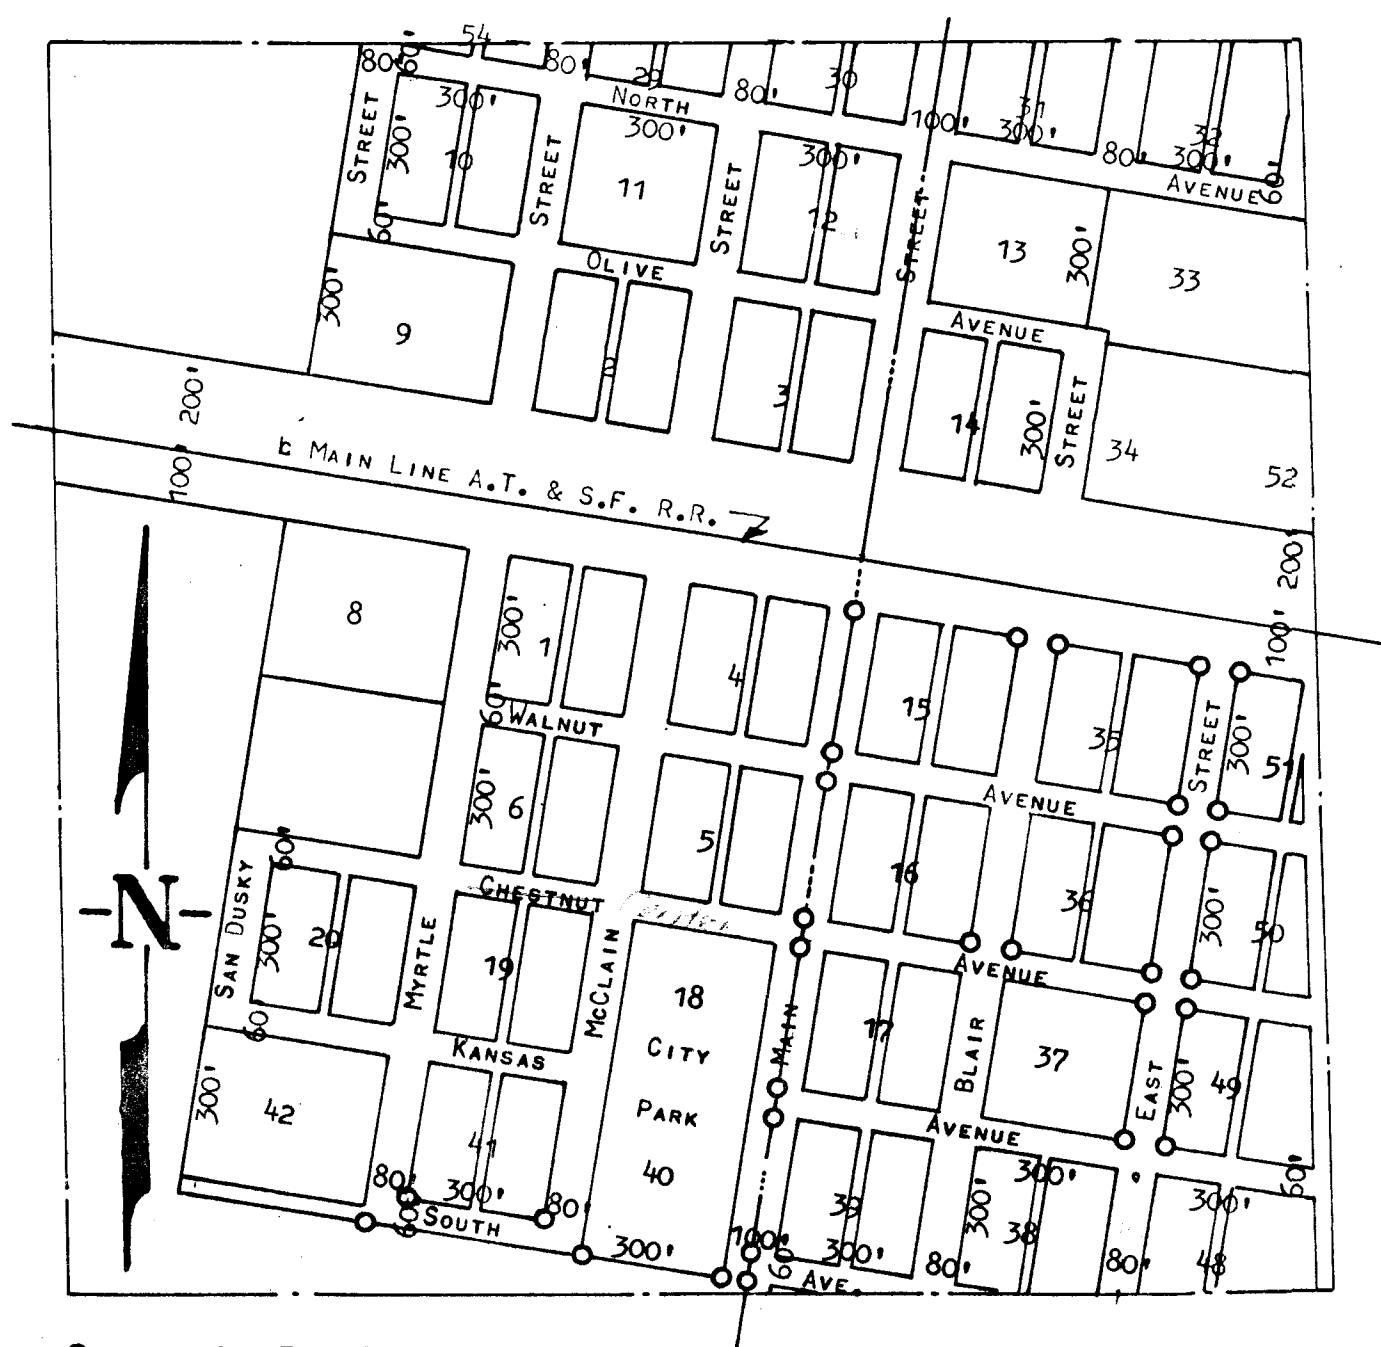 54
80' 60' 80' 29 80' 30 31 32
NORTH
300' 300' 300' 100' 300' 80' 300'
AVENUE 60'
STREET 300' 10 STREET 11 STREET 12 STREET 13 300' 33
60'
OLIVE AVENUE
300' 9 2 3 14 300' STREET 34 52
200'
MAIN LINE A.T. & S.F. R.R.
100' 200'
100'
8 300' 1 4 15 35 STREET 300' 51
60' WALNUT AVENUE
300' 6 5 16 36 300' 50
60' CHESTNUT Center AVENUE
SAN DUSKY 300' 20 MYRTLE 19 McCLAIN 18 MAIN 17 BLAIR 37 EAST 300' 49
N
CITY
PARK
40
60' KANSAS AVENUE
300' 42 41 39 300' 38 300' 300' 48 60'
80' 300' 80'
60' SOUTH 300' 100' 60' 300' 80' 80'
AVE.